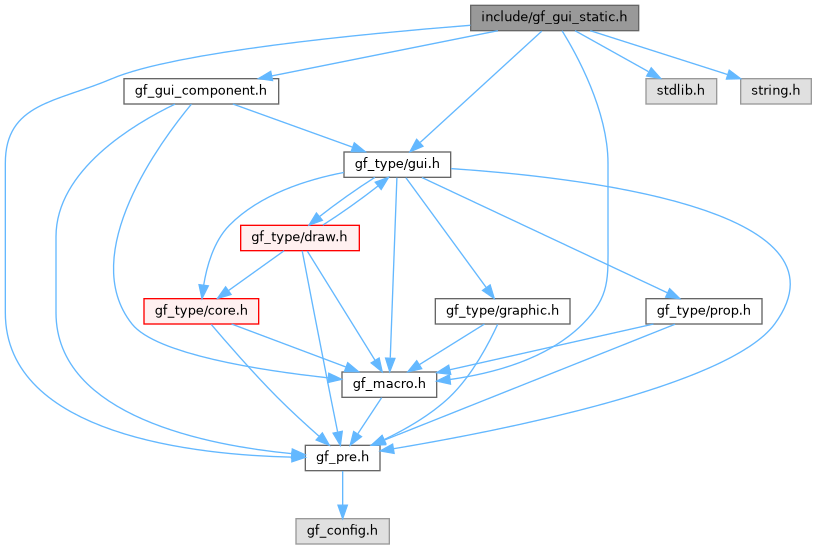 include/gf_gui_static.h
gf_gui_component.h
stdlib.h
string.h
gf_type/gui.h
gf_type/draw.h
gf_type/core.h
gf_type/graphic.h
gf_type/prop.h
gf_macro.h
gf_pre.h
gf_config.h